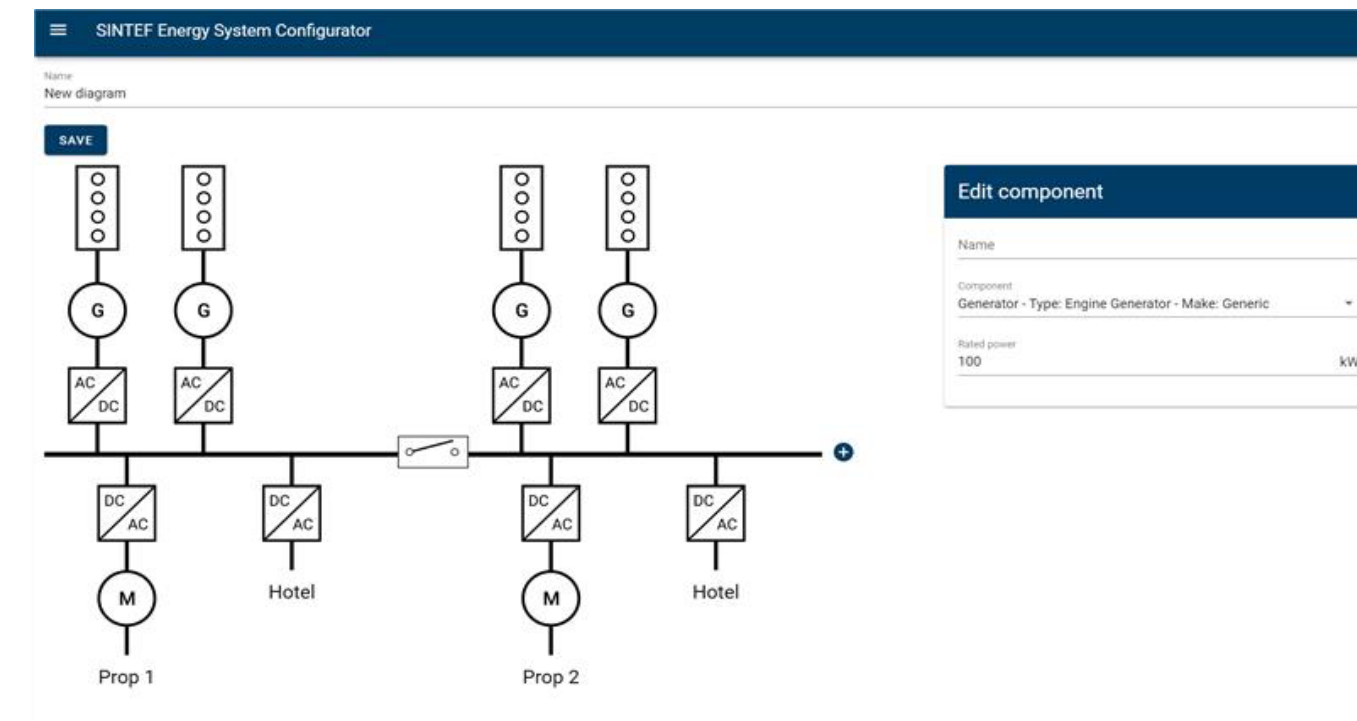 SINTEF Energy System Configurator
Name
New diagram
SAVE
Edit component
Name
Component
Generator - Type: Engine Generator - Make: Generic
Rated power
100 kW
G G G G
AC DC AC DC AC DC AC DC
DC AC DC AC DC AC DC AC
M Hotel M Hotel
Prop 1 Prop 2